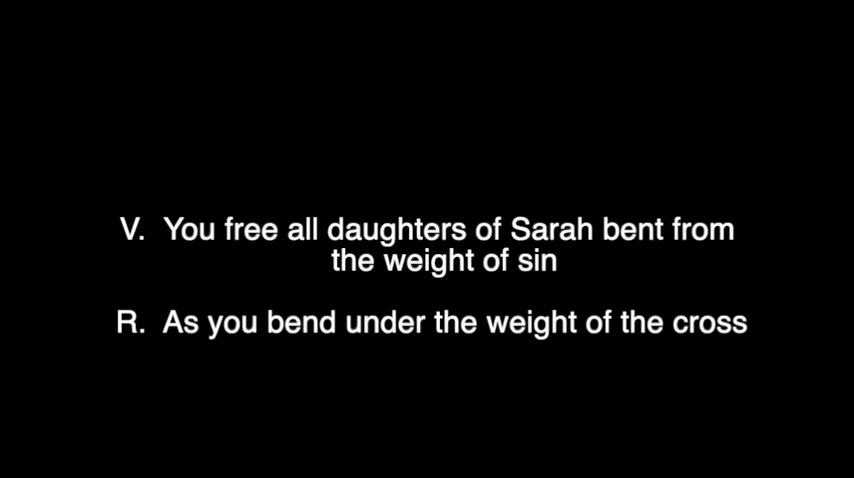 V. You free all daughters of Sarah bent from
the weight of sin
R. As you bend under the weight of the cross